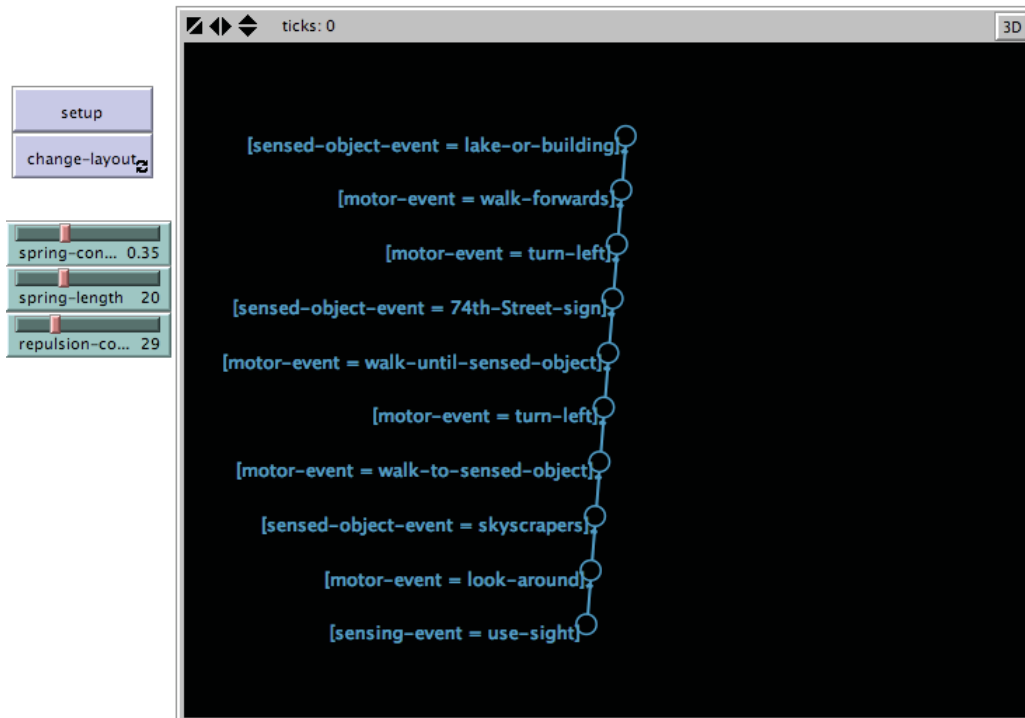 ticks: 0
3D
setup
change-layout
spring-con... 0.35
spring-length 20
repulsion-co... 29
[sensed-object-event = lake-or-building]
[motor-event = walk-forwards]
[motor-event = turn-left]
[sensed-object-event = 74th-Street-sign]
[motor-event = walk-until-sensed-object]
[motor-event = turn-left]
[motor-event = walk-to-sensed-object]
[sensed-object-event = skyscrapers]
[motor-event = look-around]
[sensing-event = use-sight]